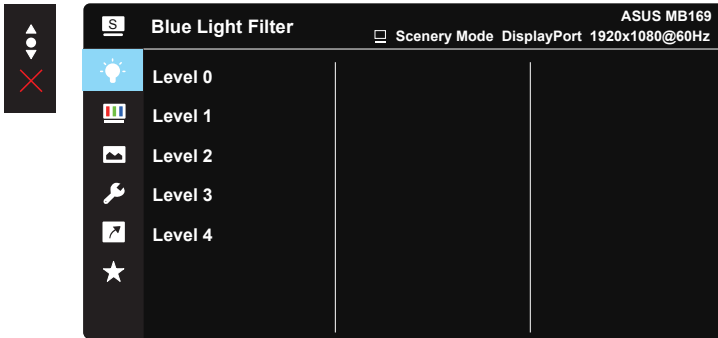 S Blue Light Filter
ASUS MB169
Scenery Mode DisplayPort 1920x1080@60Hz
Level 0
Level 1
Level 2
Level 3
Level 4